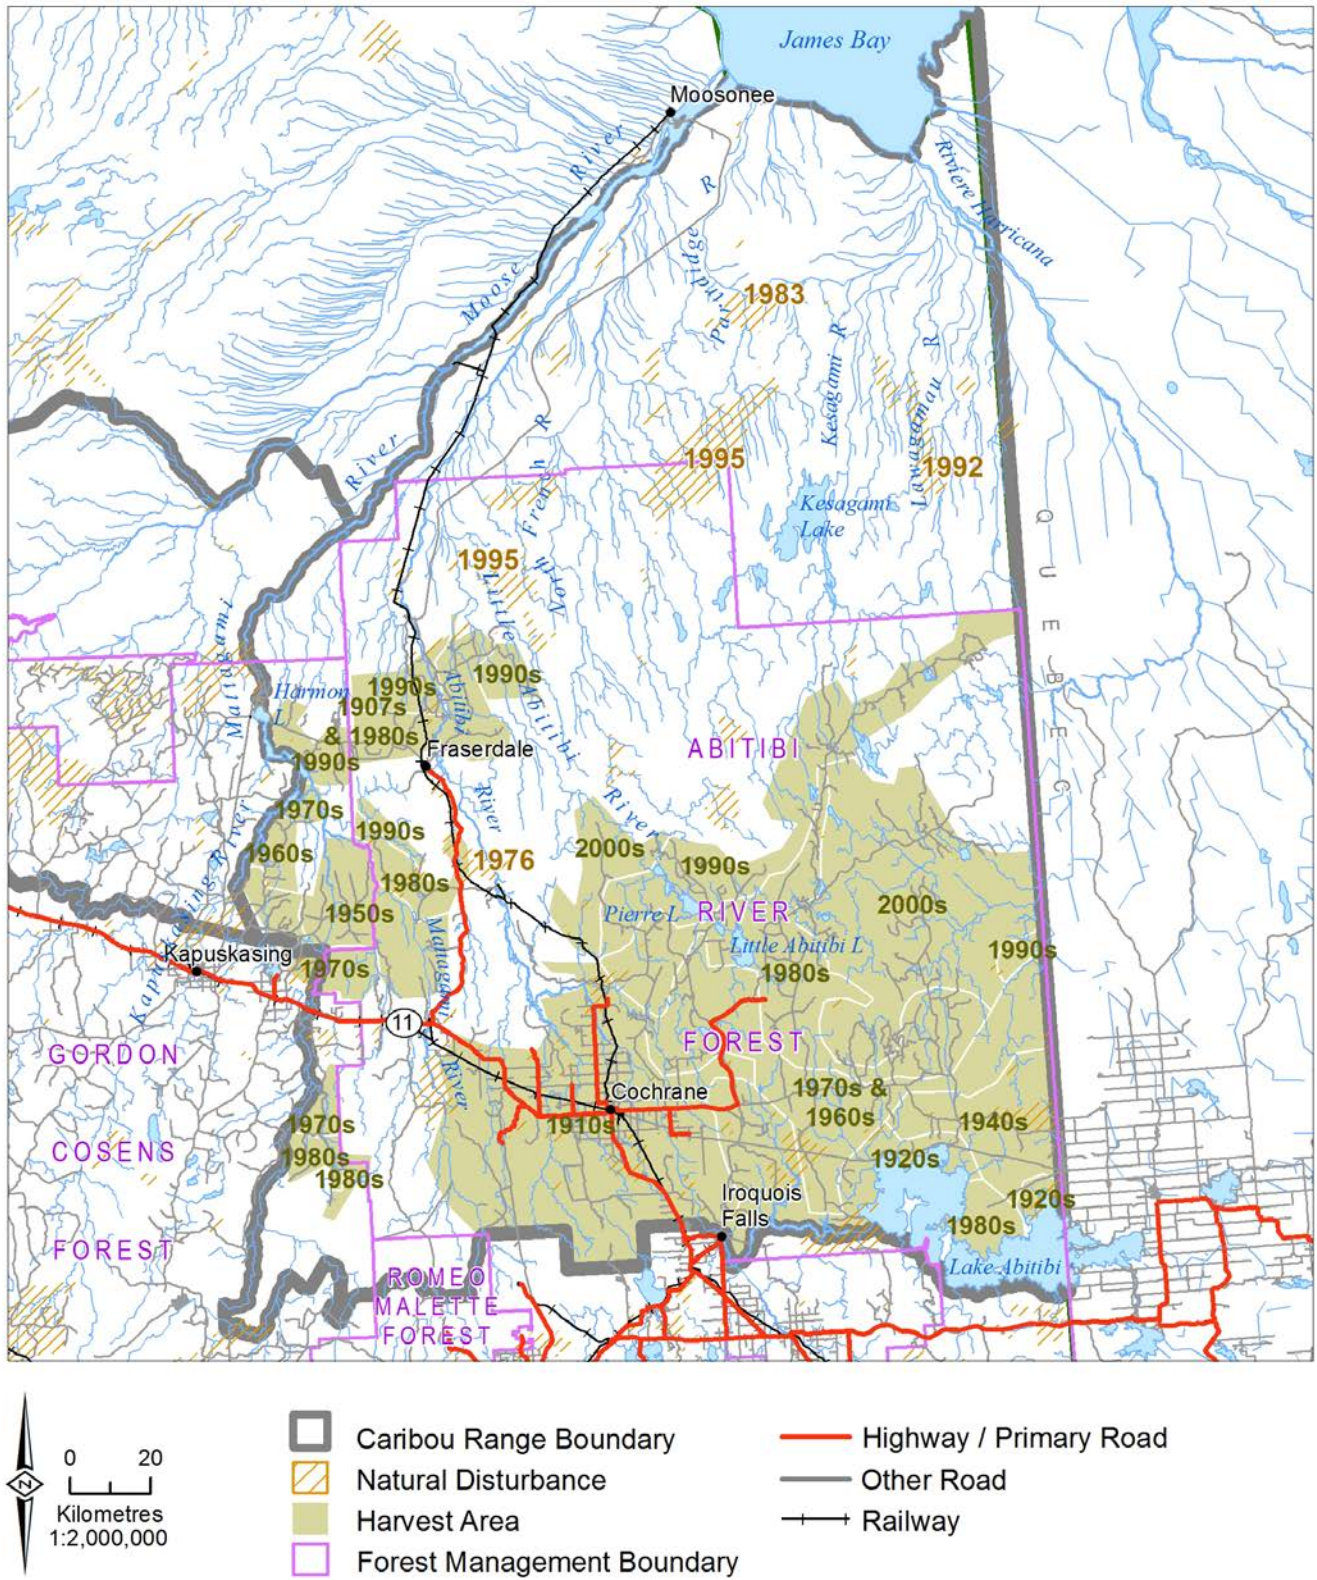 James Bay
Moosonee
Moose River
Riviere Harricana
Partridge R
1983
Kesagami R
Lawagamau R
River
North French R
1995
1992
Kesagami
Lake
QUEBEC
1995
Little Abitibi River
Mattagami
1990s
Harmon
L
1990s
1907s
& 1980s
Abitibi
ABITIBI
Fraserdale
1990s
River
1970s
1990s
2000s
1960s
1976
1990s
1980s
2000s
1950s
Pierre L
RIVER
Kapuskasing River
Mattagami
Little Abitibi L
1990s
Kapuskasing
1970s
1980s
11
FOREST
GORDON
River
Cochrane
1970s &
1960s
1910s
1940s
1970s
COSENS
1980s
1920s
1980s
Iroquois
Falls
1920s
1980s
FOREST
Lake Abitibi
ROMEO
MALETTE
FOREST
N
0 20
Kilometres
1:2,000,000
Caribou Range Boundary
Natural Disturbance
Harvest Area
Forest Management Boundary
Highway / Primary Road
Other Road
Railway